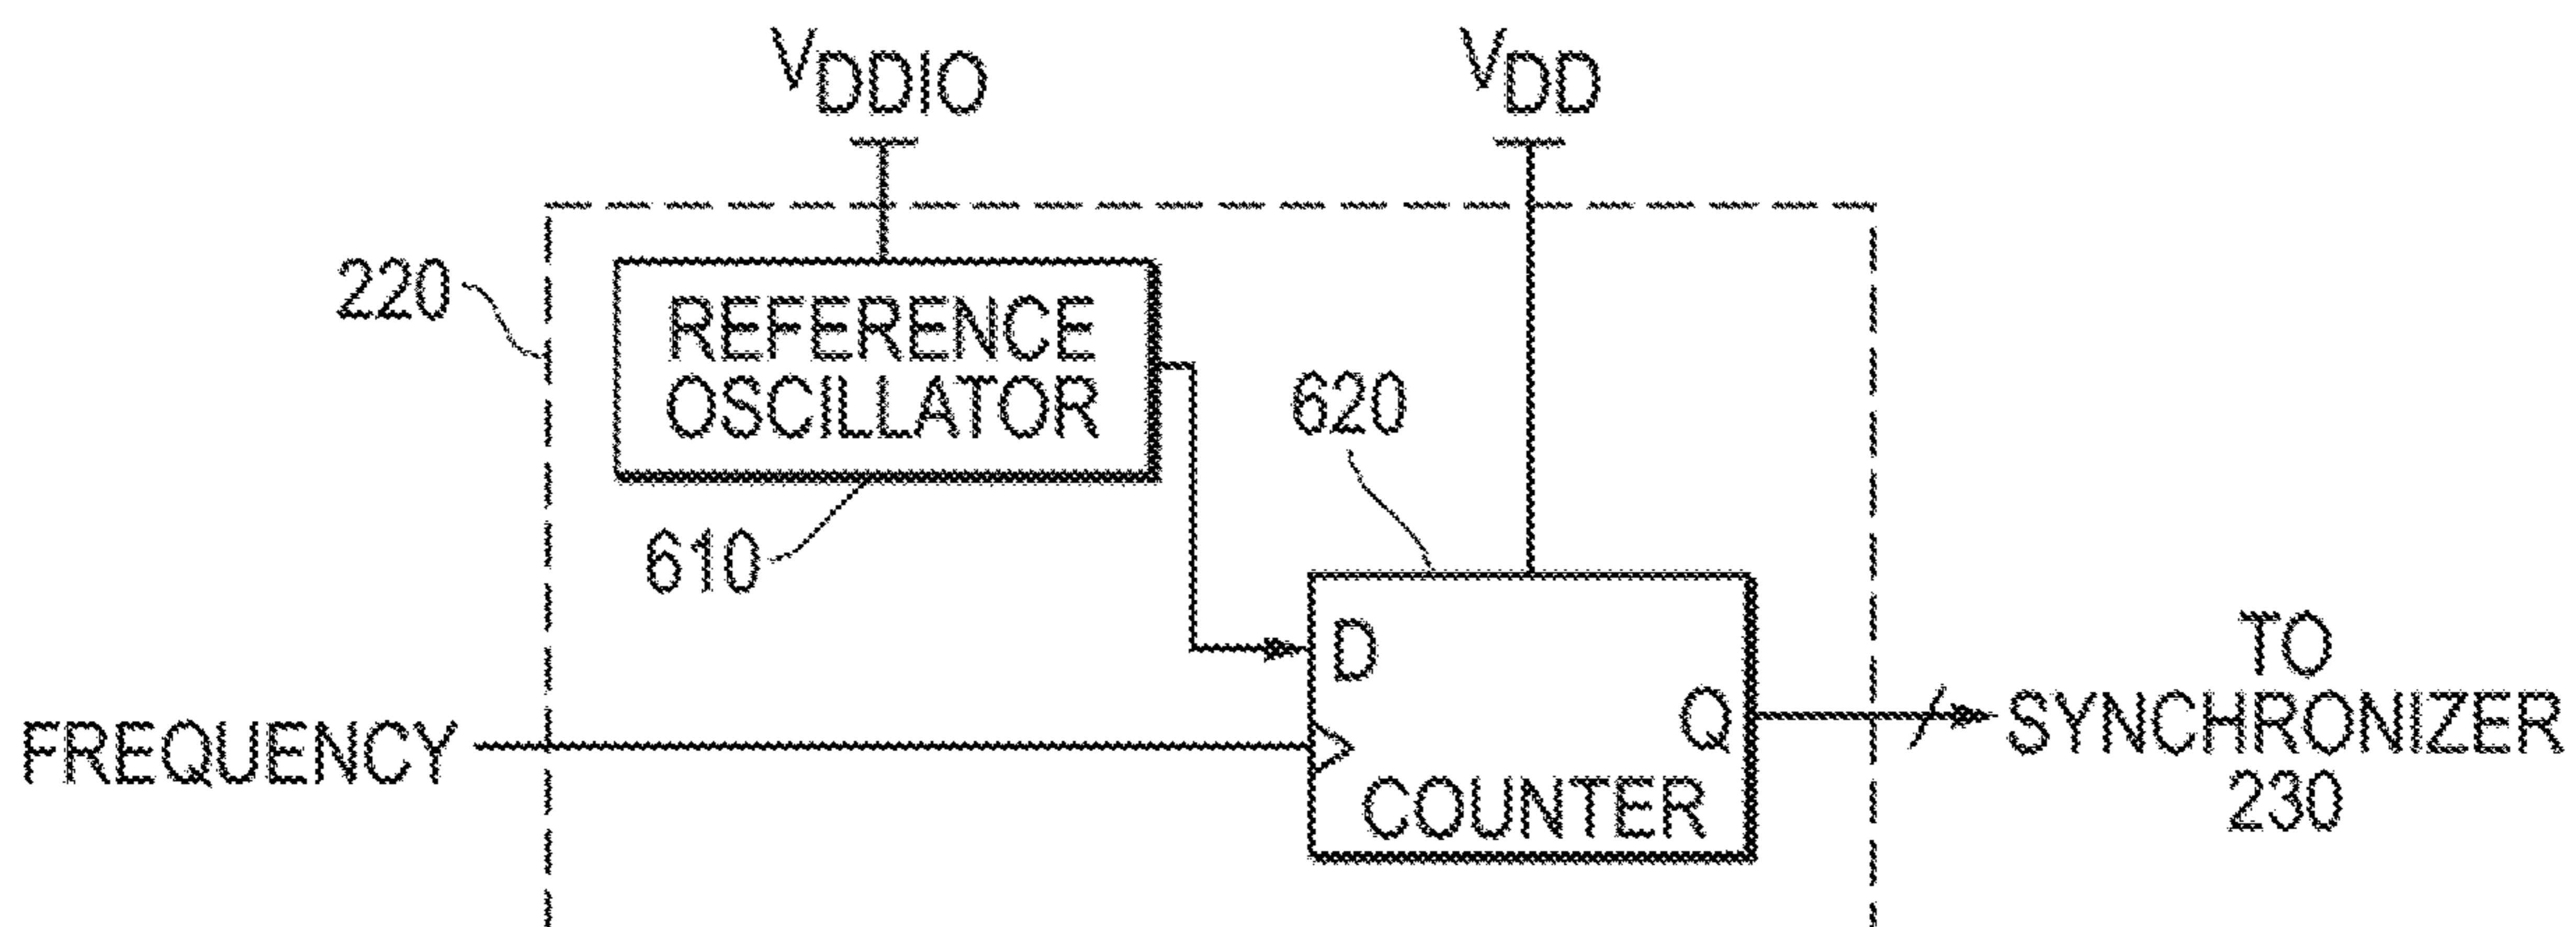 VDDIO
VDD
220
REFERENCE
OSCILLATOR
610
620
D
Q
COUNTER
FREQUENCY
TO
SYNCHRONIZER
230